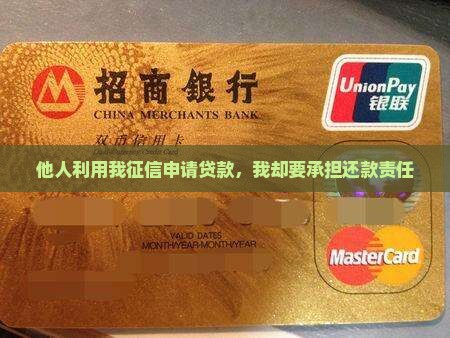 招商銀行
CHINA MERCHANTS BANK
UnionPay
银联
双币信用卡
他人利用我征信申请贷款，我却要承担还款责任
VALID DATES
MONTH/YEAR-MONTH/YEAR
MasterCard